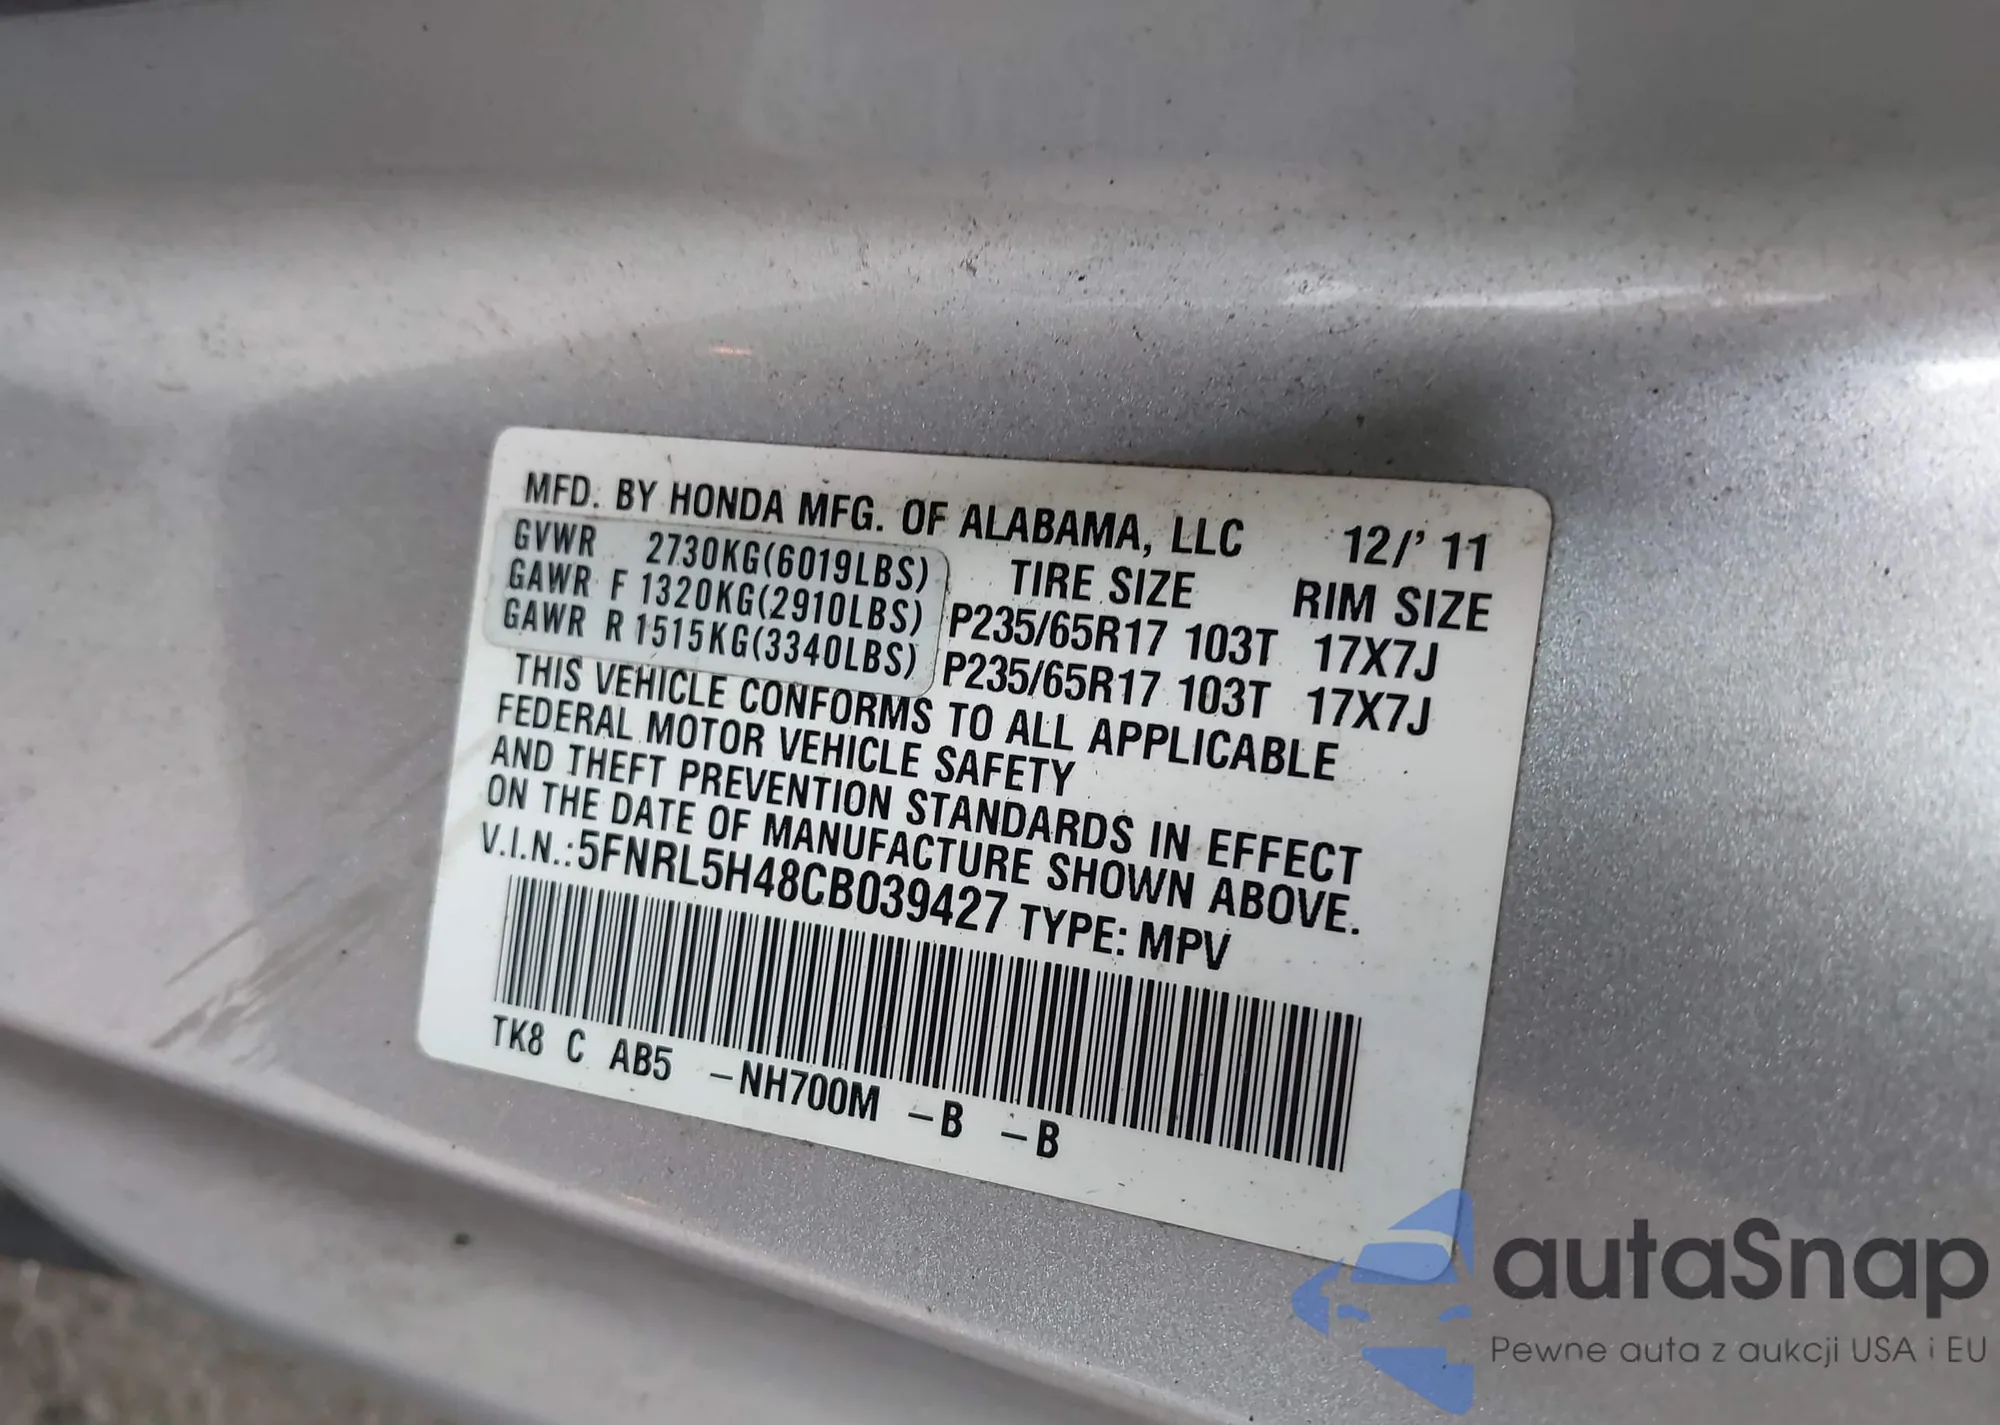 MFD. BY HONDA MFG. OF ALABAMA, LLC 12/' 11
GVWR 2730KG(6019LBS) TIRE SIZE RIM SIZE
GAWR F 1320KG(2910LBS) P235/65R17 103T 17X7J
GAWR R 1515KG(3340LBS) P235/65R17 103T 17X7J
THIS VEHICLE CONFORMS TO ALL APPLICABLE
FEDERAL MOTOR VEHICLE SAFETY
AND THEFT PREVENTION STANDARDS IN EFFECT
ON THE DATE OF MANUFACTURE SHOWN ABOVE.
V.I.N.:5FNRL5H48CB039427 TYPE: MPV
TK8 C AB5 -NH700M -B -B
autaSnap
Pewne auta z aukcji USA i EU